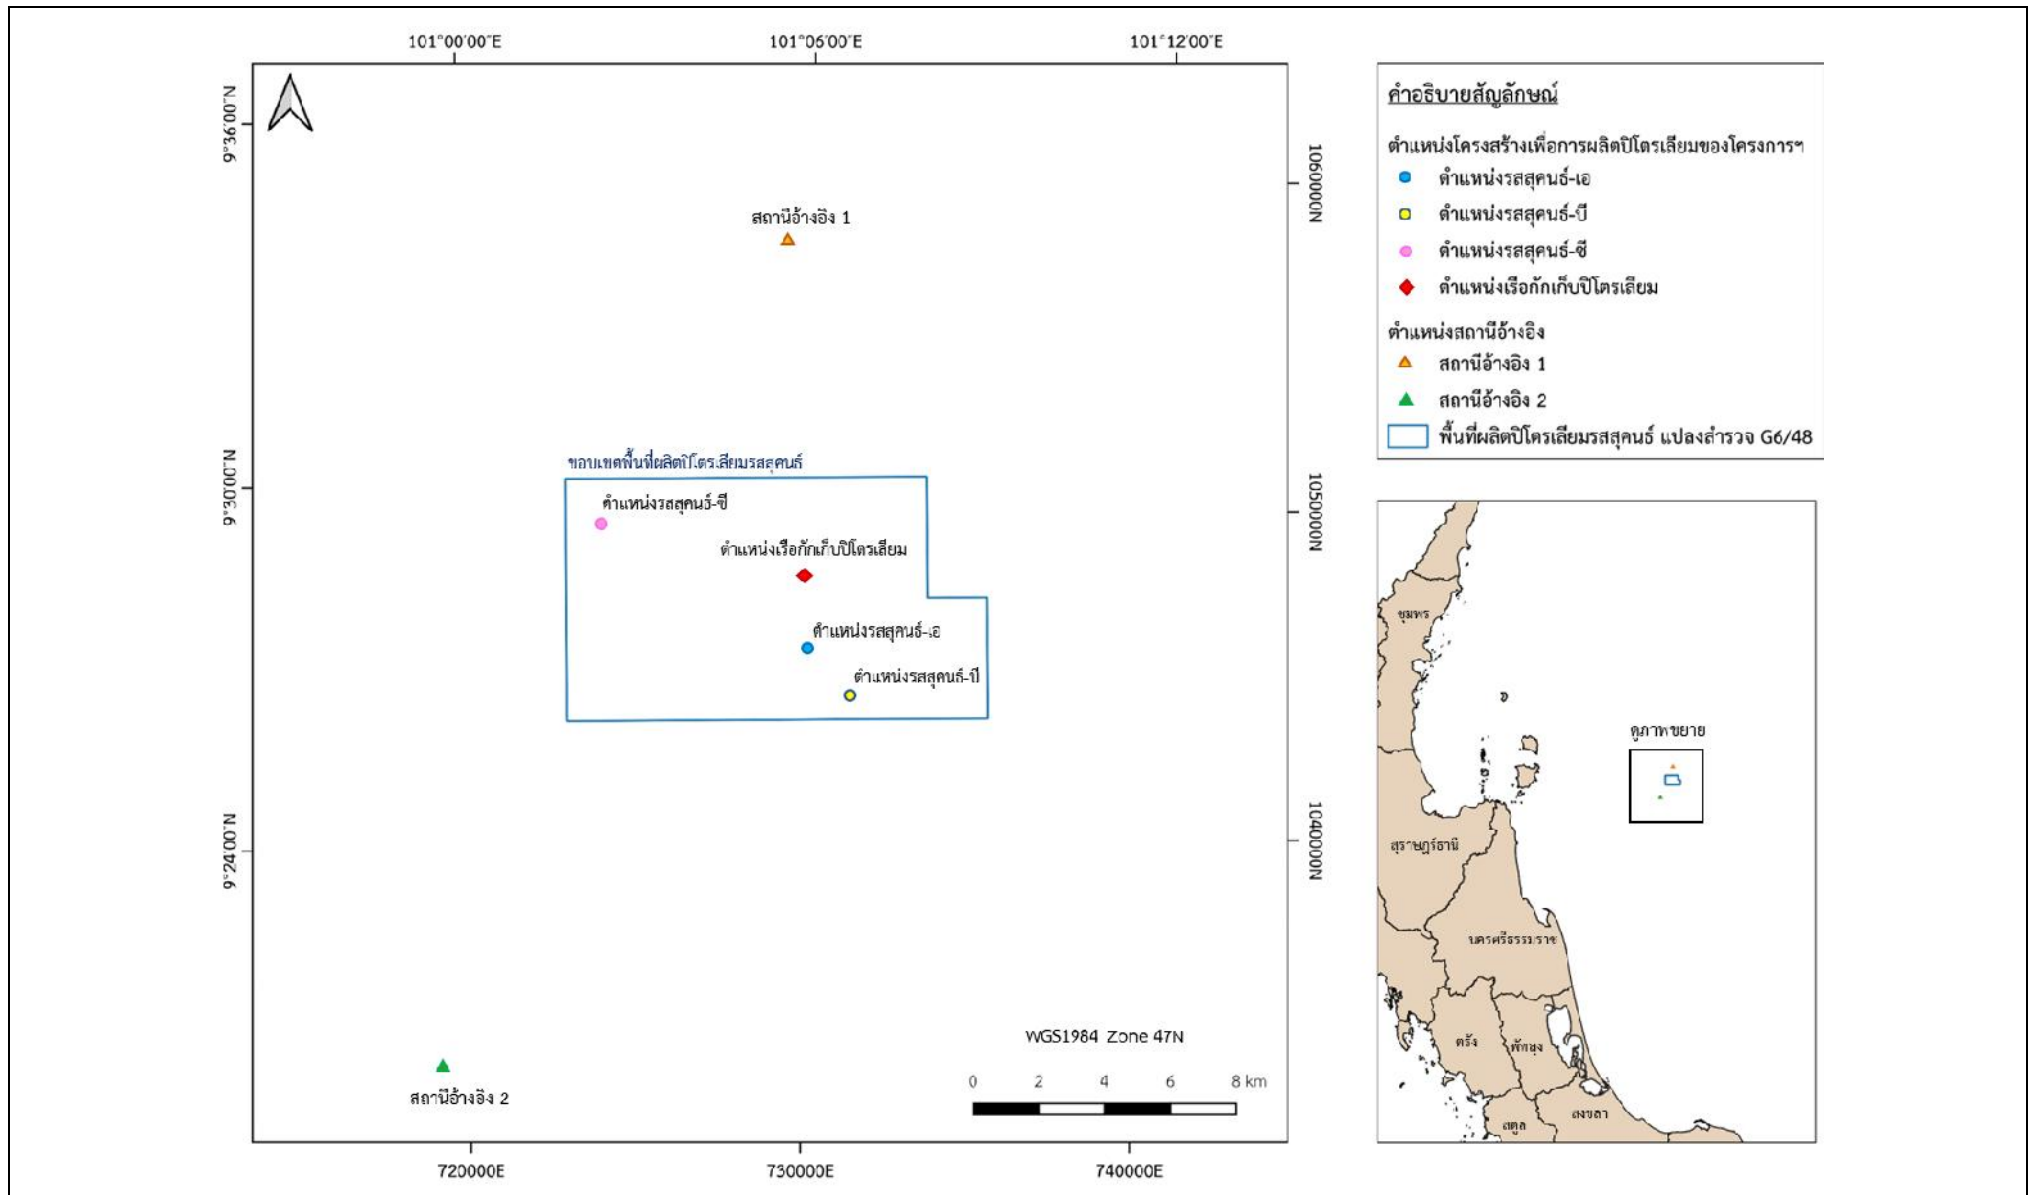 101°00'00"E
101°06'00"E
101°12'00"E
9°36'0.0"N
9°30'0.0"N
9°24'0.0"N
1060000N
1050000N
1040000N
720000E
730000E
740000E
สถานีอ้างอิง 1
ขอบเขตพื้นที่ผลิตปิโตรเลียมรสสุคนธ์
ตำแหน่งรสสุคนธ์-ซี
ตำแหน่งเรือกักเก็บปิโตรเลียม
ตำแหน่งรสสุคนธ์-เอ
ตำแหน่งรสสุคนธ์-บี
สถานีอ้างอิง 2
WGS1984 Zone 47N
0 2 4 6 8 km
คำอธิบายสัญลักษณ์
ตำแหน่งโครงสร้างเพื่อการผลิตปิโตรเลียมของโครงการฯ
ตำแหน่งรสสุคนธ์-เอ
ตำแหน่งรสสุคนธ์-บี
ตำแหน่งรสสุคนธ์-ซี
ตำแหน่งเรือกักเก็บปิโตรเลียม
ตำแหน่งสถานีอ้างอิง
สถานีอ้างอิง 1
สถานีอ้างอิง 2
พื้นที่ผลิตปิโตรเลียมรสสุคนธ์ แปลงสำรวจ G6/48
ชุมพร
ดูภาพขยาย
สุราษฎร์ธานี
นครศรีธรรมราช
ตรัง
พัทลุง
สงขลา
สตูล